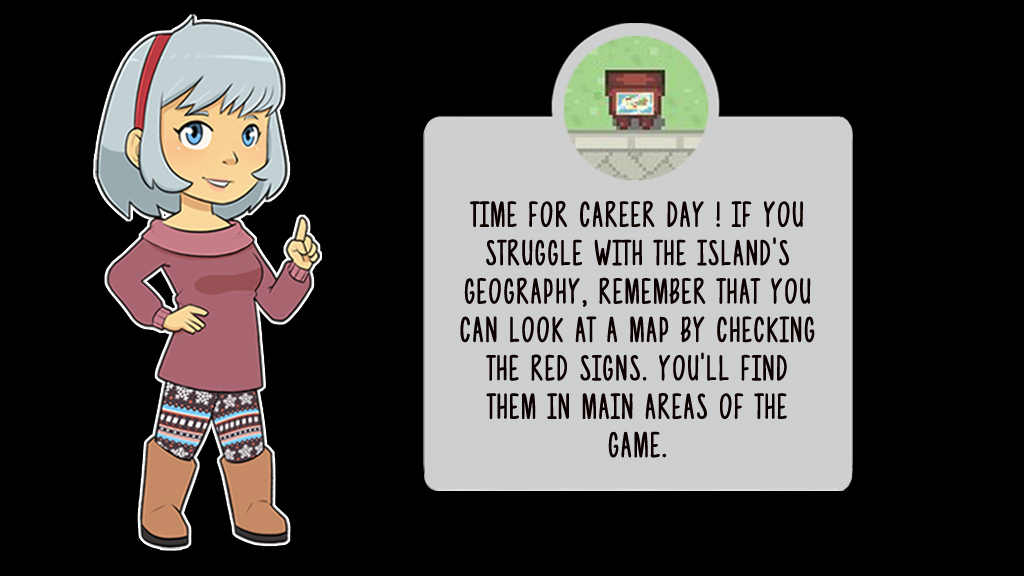 TIME FOR CAREER DAY ! IF YOU
STRUGGLE WITH THE ISLAND'S
GEOGRAPHY, REMEMBER THAT YOU
CAN LOOK AT A MAP BY CHECKING
THE RED SIGNS. YOU'LL FIND
THEM IN MAIN AREAS OF THE
GAME.